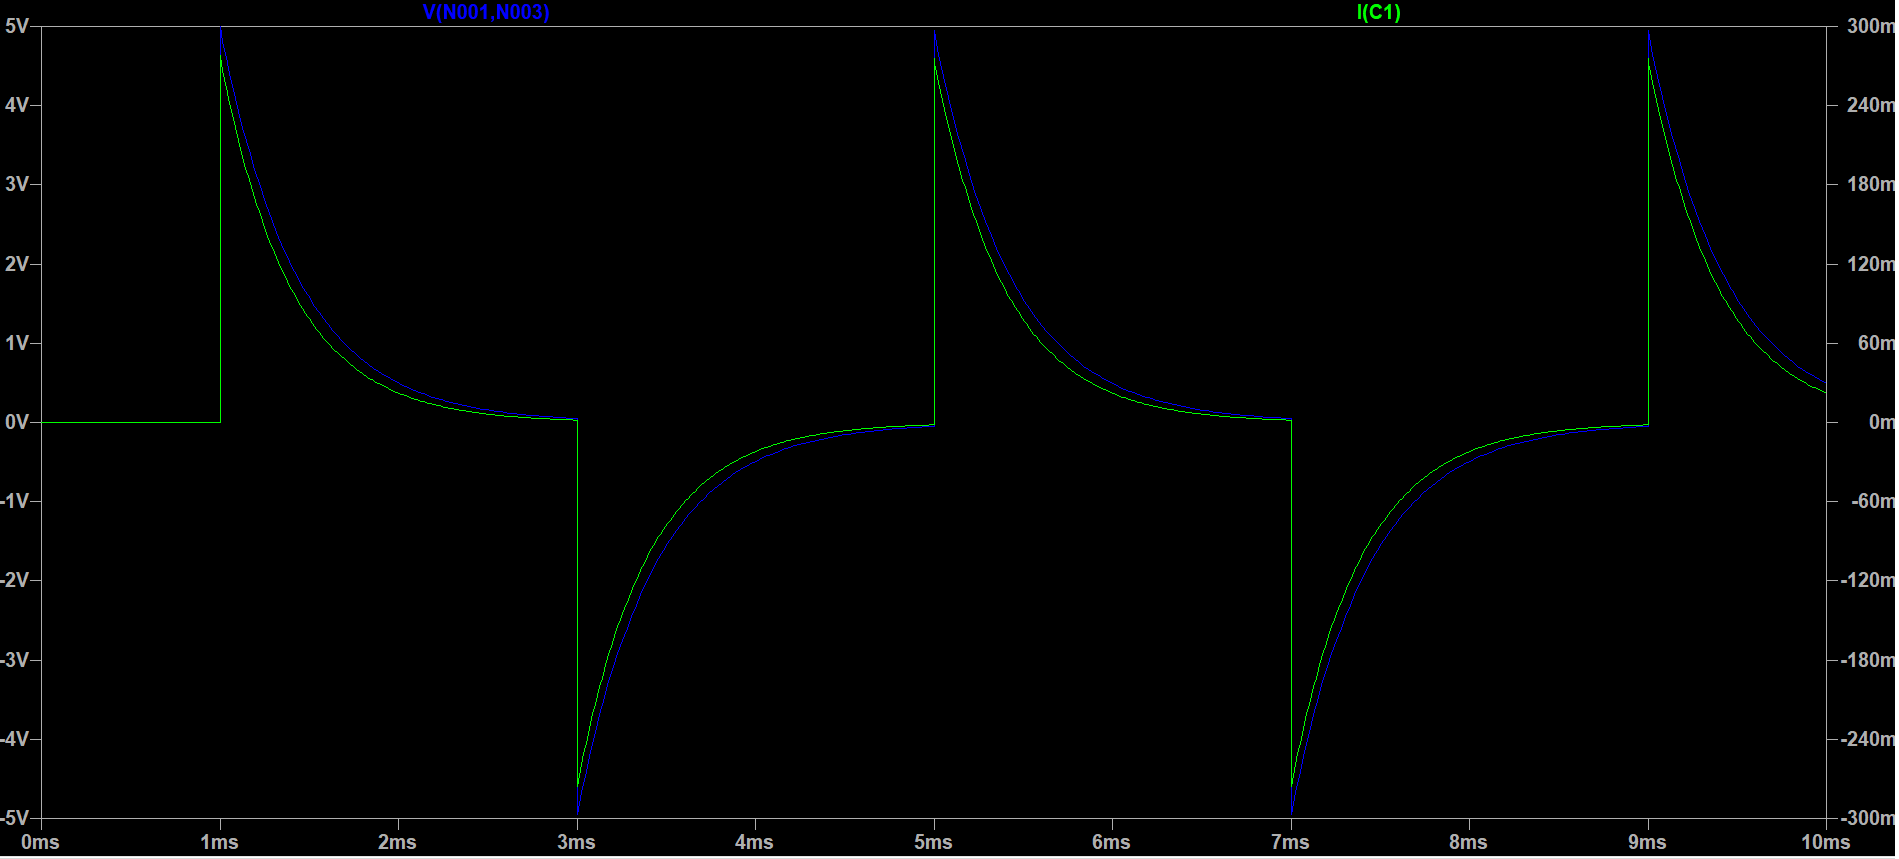 V(N001,N003) I(C1)
5V 300m
4V 240m
3V 180m
2V 120m
1V 60m
0V 0m
-1V -60m
-2V -120m
-3V -180m
-4V -240m
-5V -300m
0ms 1ms 2ms 3ms 4ms 5ms 6ms 7ms 8ms 9ms 10ms